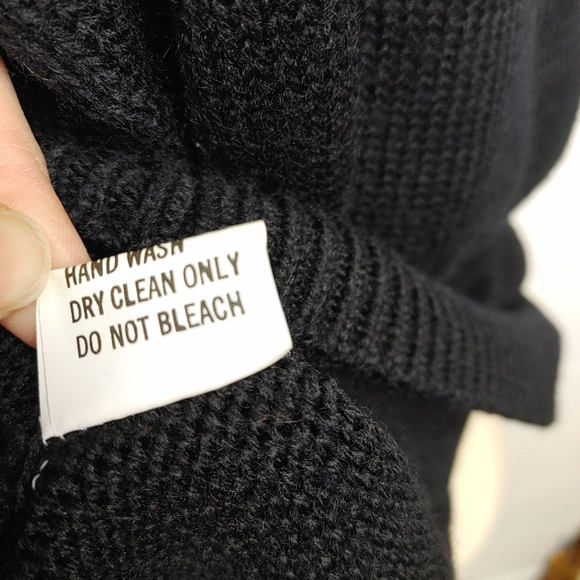 HAND WASH
DRY CLEAN ONLY
DO NOT BLEACH